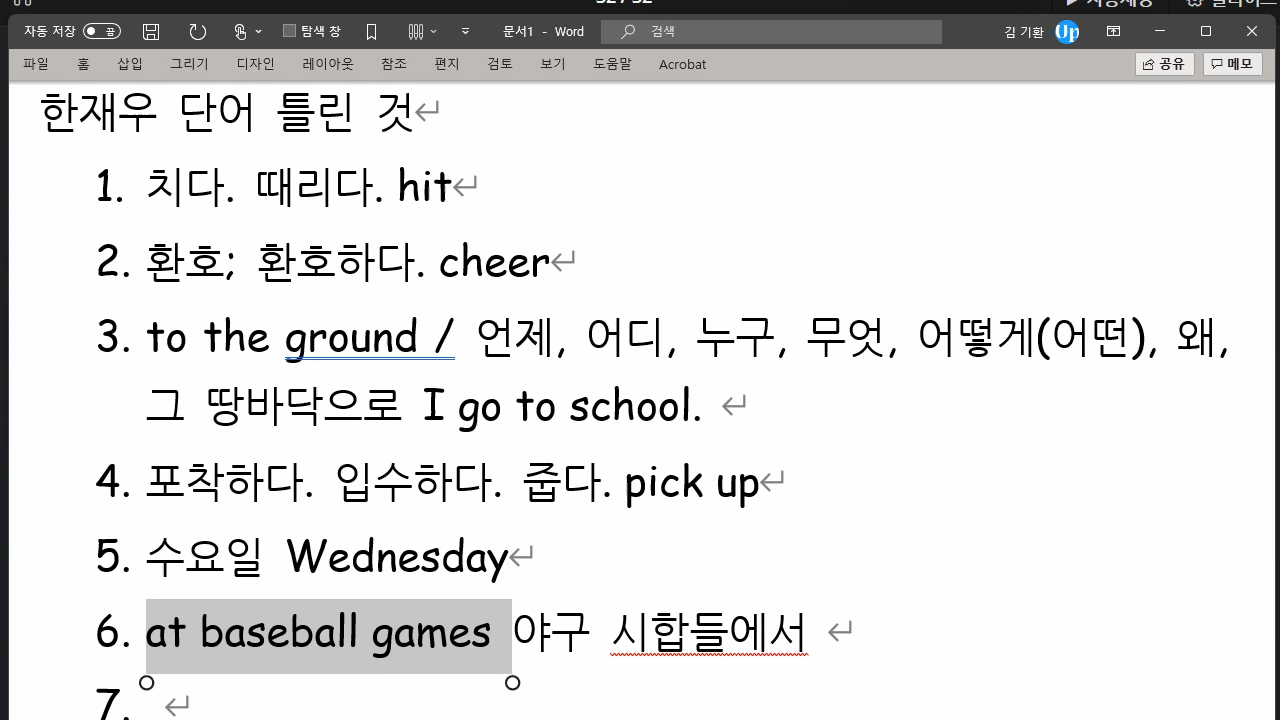 자동 저장 끔 탐색 창 문서1 - Word 검색 김 기환 Up
파일 홈 삽입 그리기 디자인 레이아웃 참조 편지 검토 보기 도움말 Acrobat 공유 메모
한재우 단어 틀린 것
1. 치다. 때리다. hit
2. 환호; 환호하다. cheer
3. to the ground / 언제, 어디, 누구, 무엇, 어떻게(어떤), 왜,
그 땅바닥으로 I go to school.
4. 포착하다. 입수하다. 줍다. pick up
5. 수요일 Wednesday
6. at baseball games 야구 시합들에서
7.